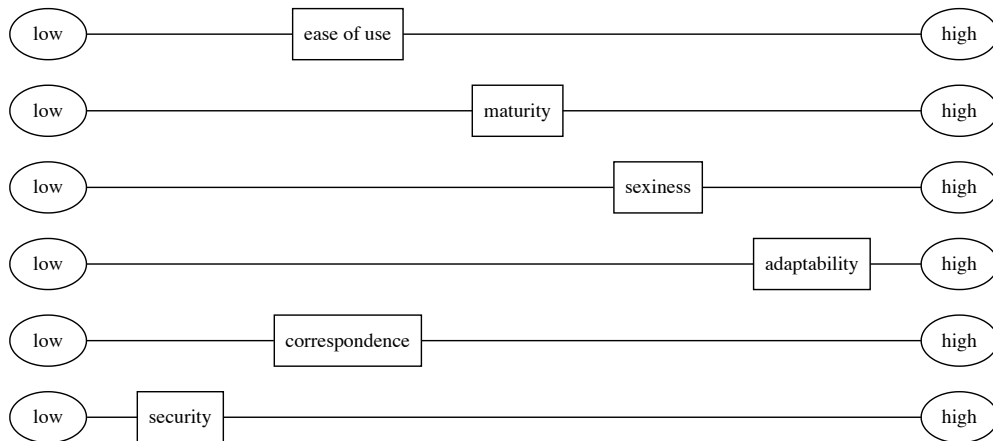 low ease of use high
low maturity high
low sexiness high
low adaptability high
low correspondence high
low security high